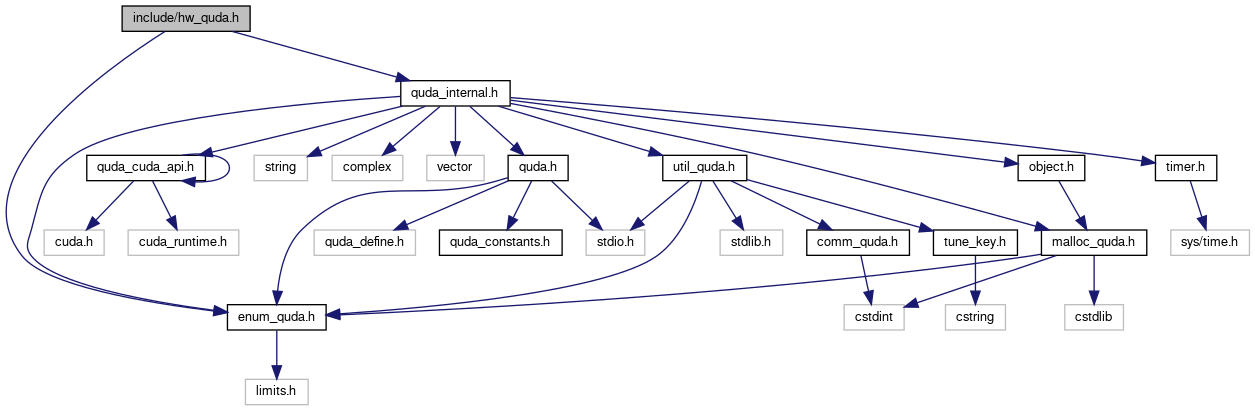 include/hw_quda.h
quda_internal.h
quda_cuda_api.h
string
complex
vector
quda.h
util_quda.h
object.h
timer.h
cuda.h
cuda_runtime.h
quda_define.h
quda_constants.h
stdio.h
stdlib.h
comm_quda.h
tune_key.h
malloc_quda.h
sys/time.h
enum_quda.h
cstdint
cstring
cstdlib
limits.h